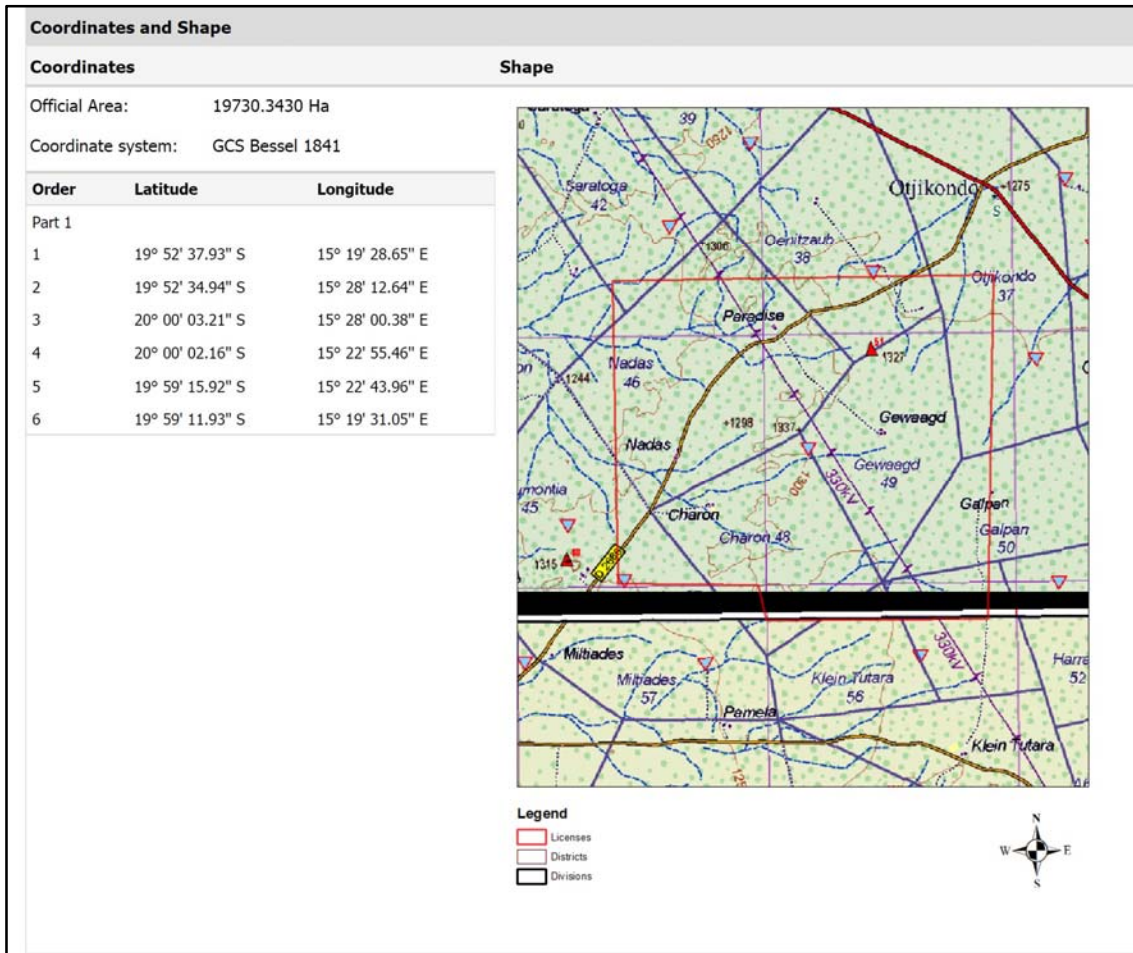 Coordinates and Shape
Coordinates
Shape
Official Area: 19730.3430 Ha
Coordinate system: GCS Bessel 1841
Order Latitude Longitude
Part 1
1 19° 52' 37.93" S 15° 19' 28.65" E
2 19° 52' 34.94" S 15° 28' 12.64" E
3 20° 00' 03.21" S 15° 28' 00.38" E
4 20° 00' 02.16" S 15° 22' 55.46" E
5 19° 59' 15.92" S 15° 22' 43.96" E
6 19° 59' 11.93" S 15° 19' 31.05" E
Saratoga
39
1260
Saratoga
42
Otjikondo
+1275
S
+1306
Oenitzaub
38
Otjikondo
37
Paradise
51
1327
Nadas
46
1244
Gewaagd
+1298
1337
Nadas
1300
Gewaagd
49
330kV
45
Charon
Galpan
Charon 48
Galpan
50
1315
Miltiades
Miltiades
57
Klein Tutara
56
330kV
52
Pamela
Klein Tutara
Legend
Licenses
Districts
Divisions
N
W E
S